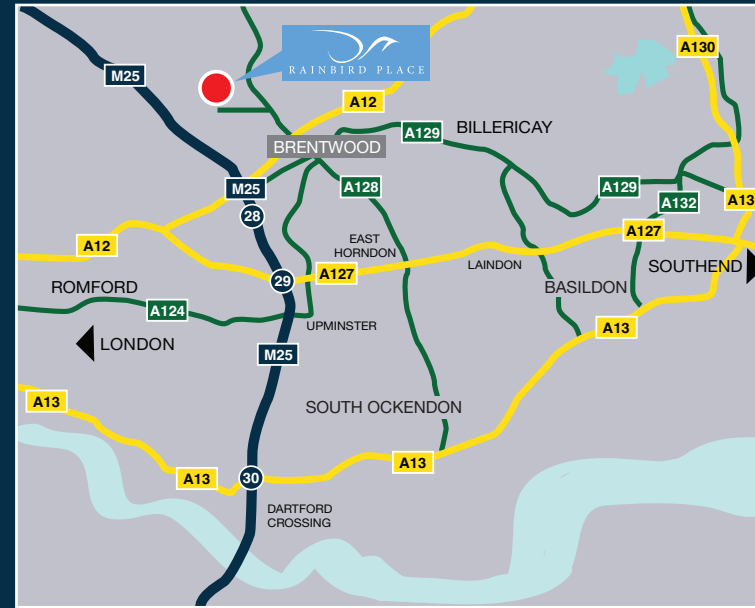 A130
M25
RAINBIRD PLACE
A12
A129
BILLERICAY
BRENTWOOD
M25
A128
A129
A132
A13
28
A12
EAST
HORNDON
A127
LAINDON
A127
SOUTHEND
29
ROMFORD
BASILDON
A124
UPMINSTER
A13
LONDON
M25
A13
SOUTH OCKENDON
A13
A13
30
DARTFORD
CROSSING